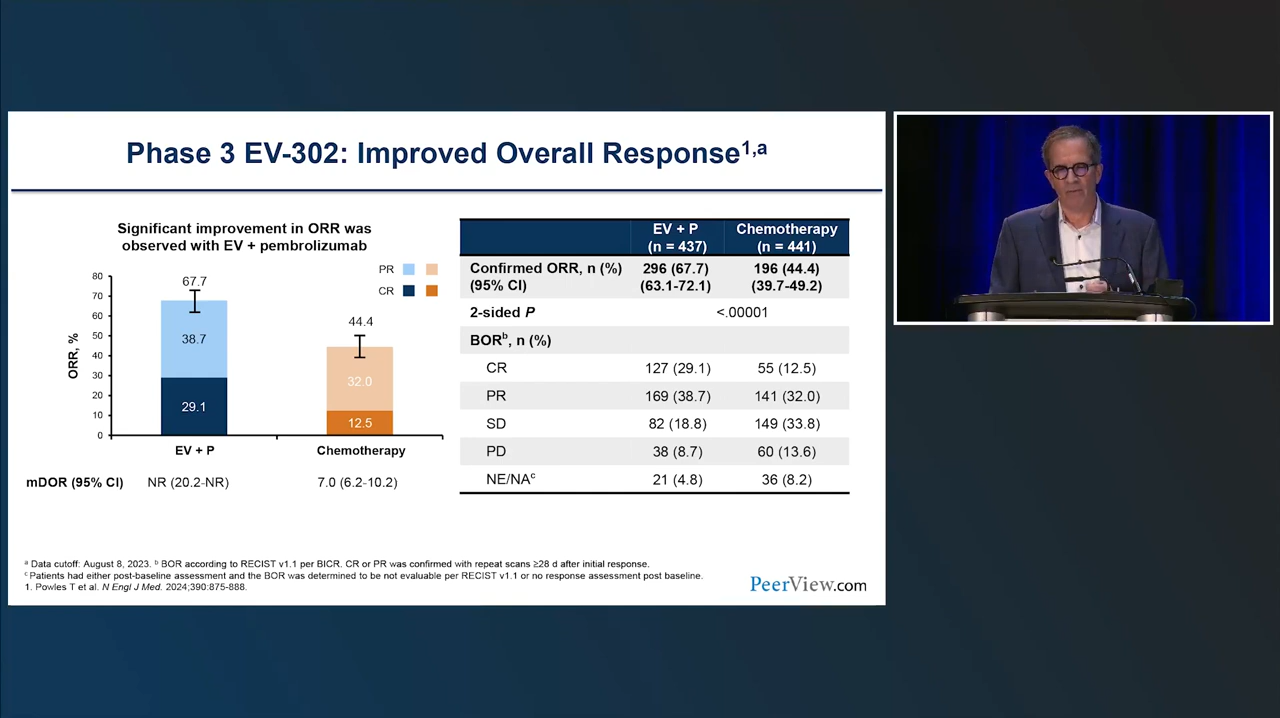 Phase 3 EV-302: Improved Overall Response1,a
Significant improvement in ORR was
observed with EV + pembrolizumab
PR
CR
ORR, %
80
70
60
50
40
30
20
10
0
67.7
38.7
29.1
44.4
32.0
12.5
EV + P
Chemotherapy
mDOR (95% CI) NR (20.2-NR) 7.0 (6.2-10.2)
EV + P Chemotherapy
(n = 437) (n = 441)
Confirmed ORR, n (%) 296 (67.7) 196 (44.4)
(95% CI) (63.1-72.1) (39.7-49.2)
2-sided P <.00001
BORb, n (%)
CR 127 (29.1) 55 (12.5)
PR 169 (38.7) 141 (32.0)
SD 82 (18.8) 149 (33.8)
PD 38 (8.7) 60 (13.6)
NE/NAc 21 (4.8) 36 (8.2)
a Data cutoff: August 8, 2023. b BOR according to RECIST v1.1 per BICR. CR or PR was confirmed with repeat scans ≥28 d after initial response.
c Patients had either post-baseline assessment and the BOR was determined to be not evaluable per RECIST v1.1 or no response assessment post baseline.
1. Powles T et al. N Engl J Med. 2024;390:875-888.
PeerView.com